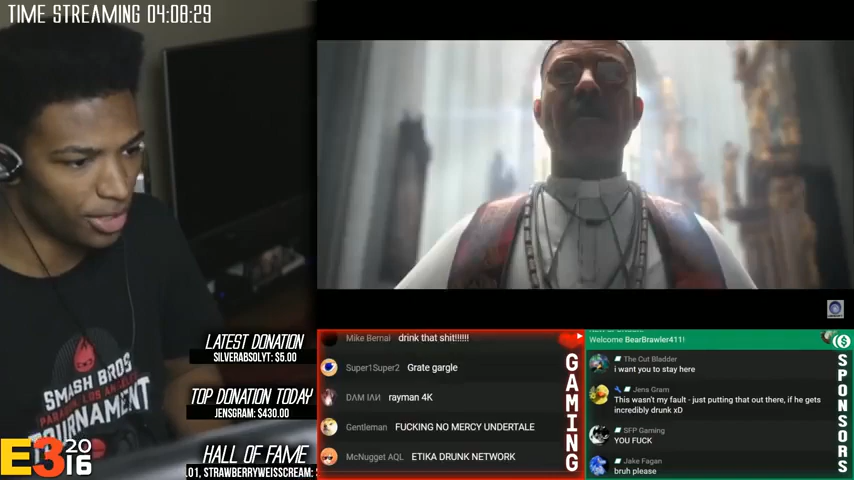 TIME STREAMING 04:08:29
SMASH BROS
TOURNAMENT
LATEST DONATION
SILVERABSOLYT: $5.00
TOP DONATION TODAY
JENSGRAM: $430.00
HALL OF FAME
.01, STRAWBERRYWEISSCREAM:
E3 2016
Mike Bernal drink that shit!!!!!!
Super1Super2 Grate gargle
DΛM IΛИ rayman 4K
Gentleman FUCKING NO MERCY UNDERTALE
McNugget AQL ETIKA DRUNK NETWORK
GAMING
Welcome BearBrawler411!
The Cut Bladder
i want you to stay here
Jens Gram
This wasn't my fault - just putting that out there, if he gets
incredibly drunk xD
SFP Gaming
YOU FUCK
Jake Fagan
bruh please
SPONSORS